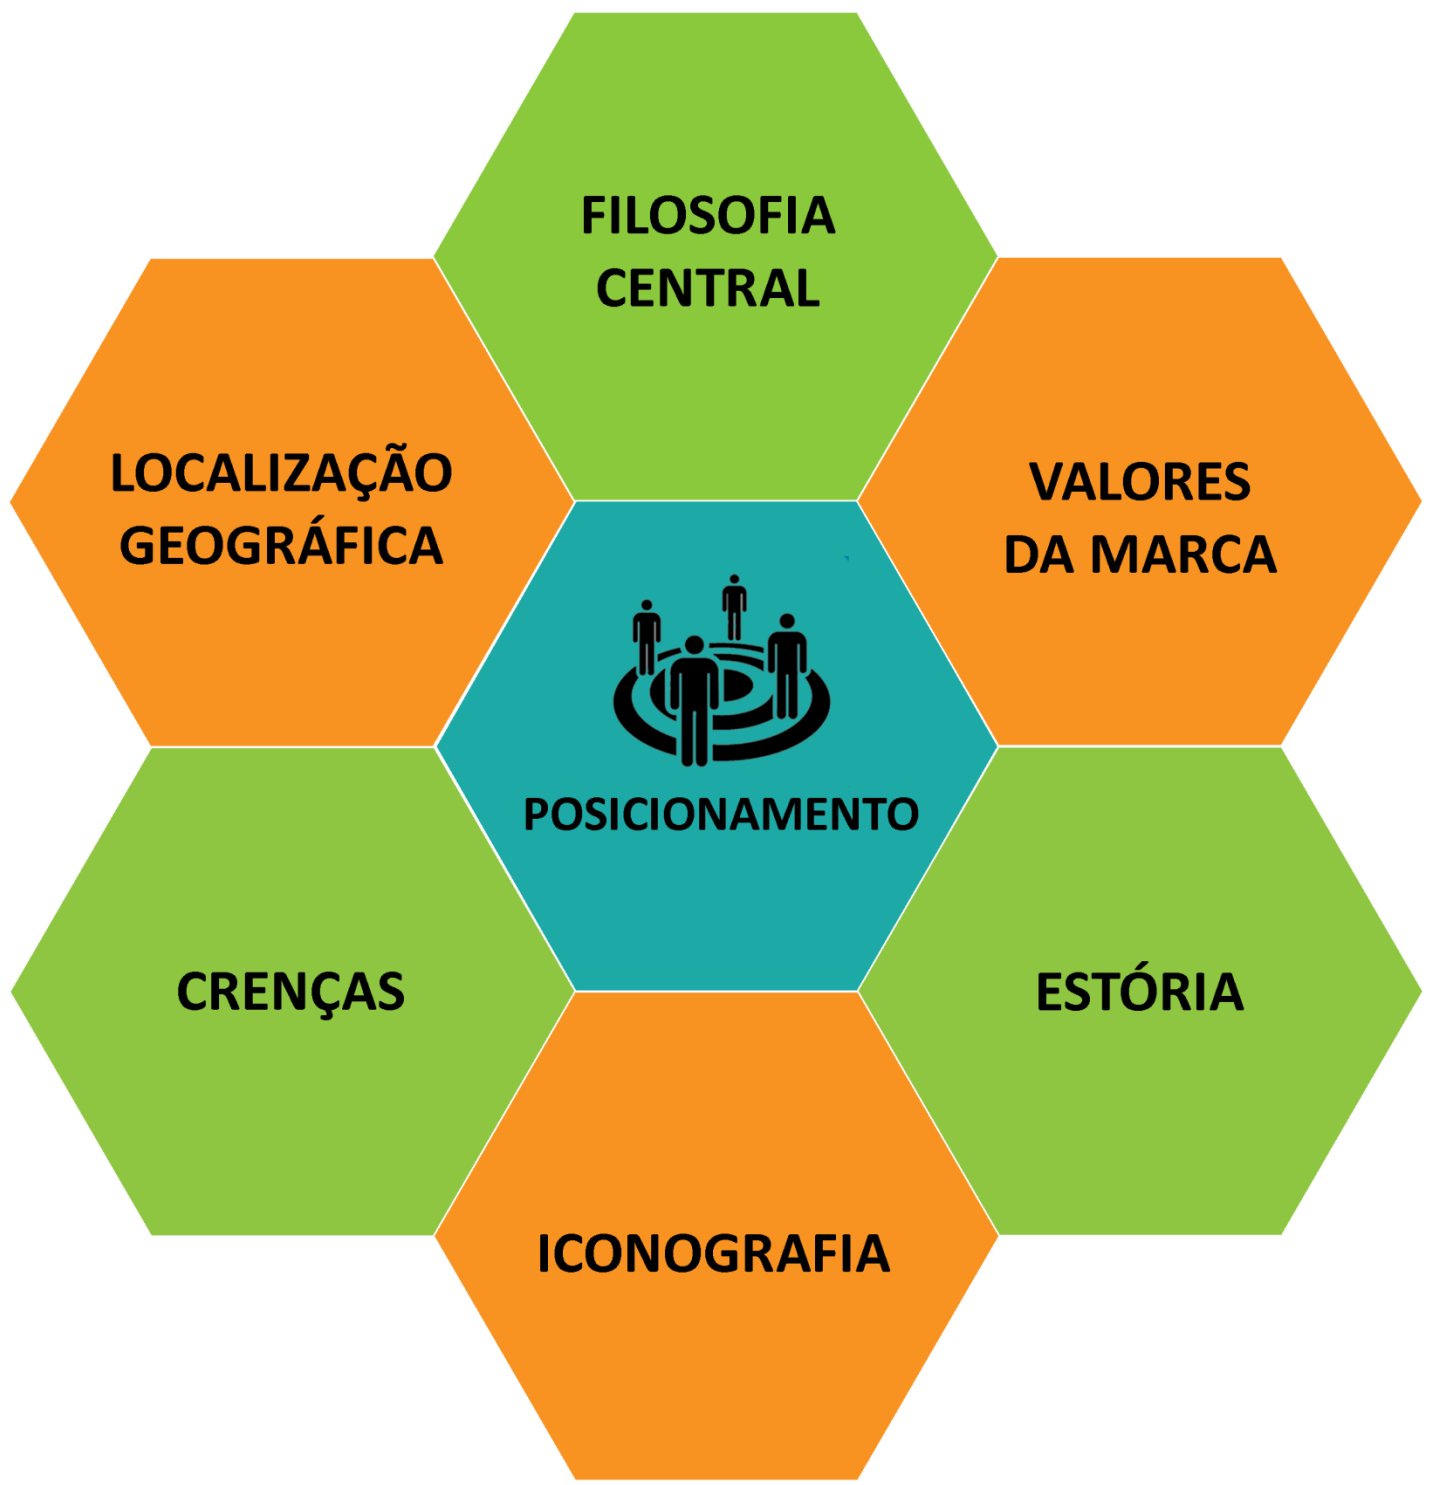 FILOSOFIA
CENTRAL
LOCALIZAÇÃO
GEOGRÁFICA
VALORES
DA MARCA
POSICIONAMENTO
CRENÇAS
ESTÓRIA
ICONOGRAFIA